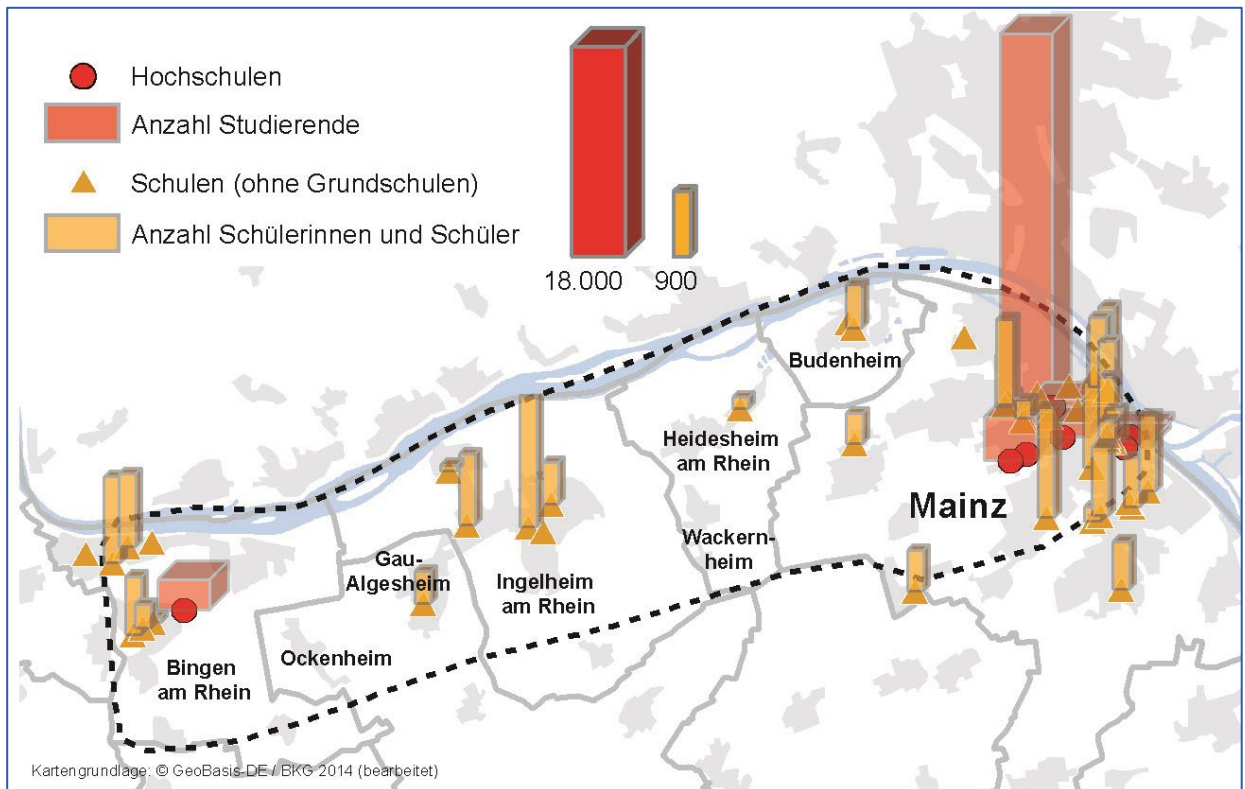 Hochschulen
Anzahl Studierende
Schulen (ohne Grundschulen)
Anzahl Schülerinnen und Schüler
18.000
900
Budenheim
Heidesheim
am Rhein
Mainz
Wackern-
heim
Gau-
Algesheim
Ingelheim
am Rhein
Ockenheim
Bingen
am Rhein
Kartengrundlage: © GeoBasis-DE / BKG 2014 (bearbeitet)